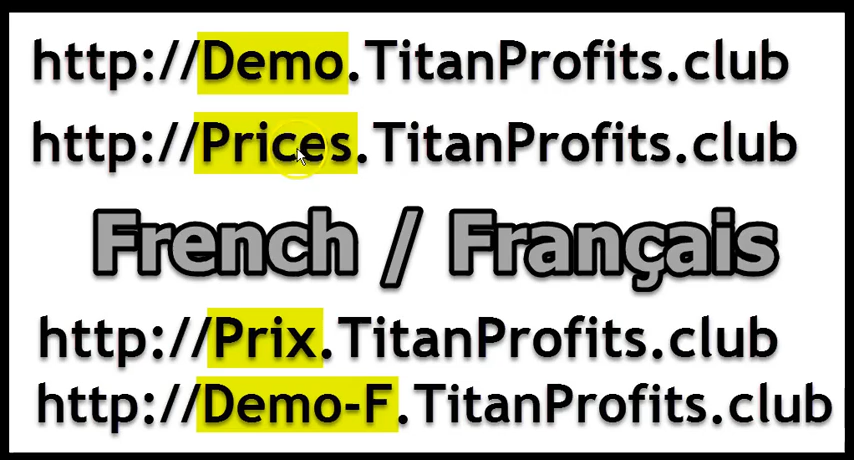 http://Demo.TitanProfits.club
http://Prices.TitanProfits.club
French / Français
http://Prix.TitanProfits.club
http://Demo-F.TitanProfits.club